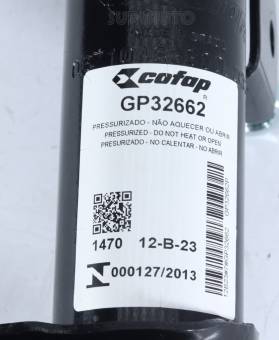 cofap
®
GP32662
PRESSURIZADO - NÃO AQUECER OU ABRIR
PRESSURIZED - DO NOT HEAT OR OPEN
PRESURIZADO - NO CALENTAR - NO ABRIR
1470 12-B-23
N 000127/2013